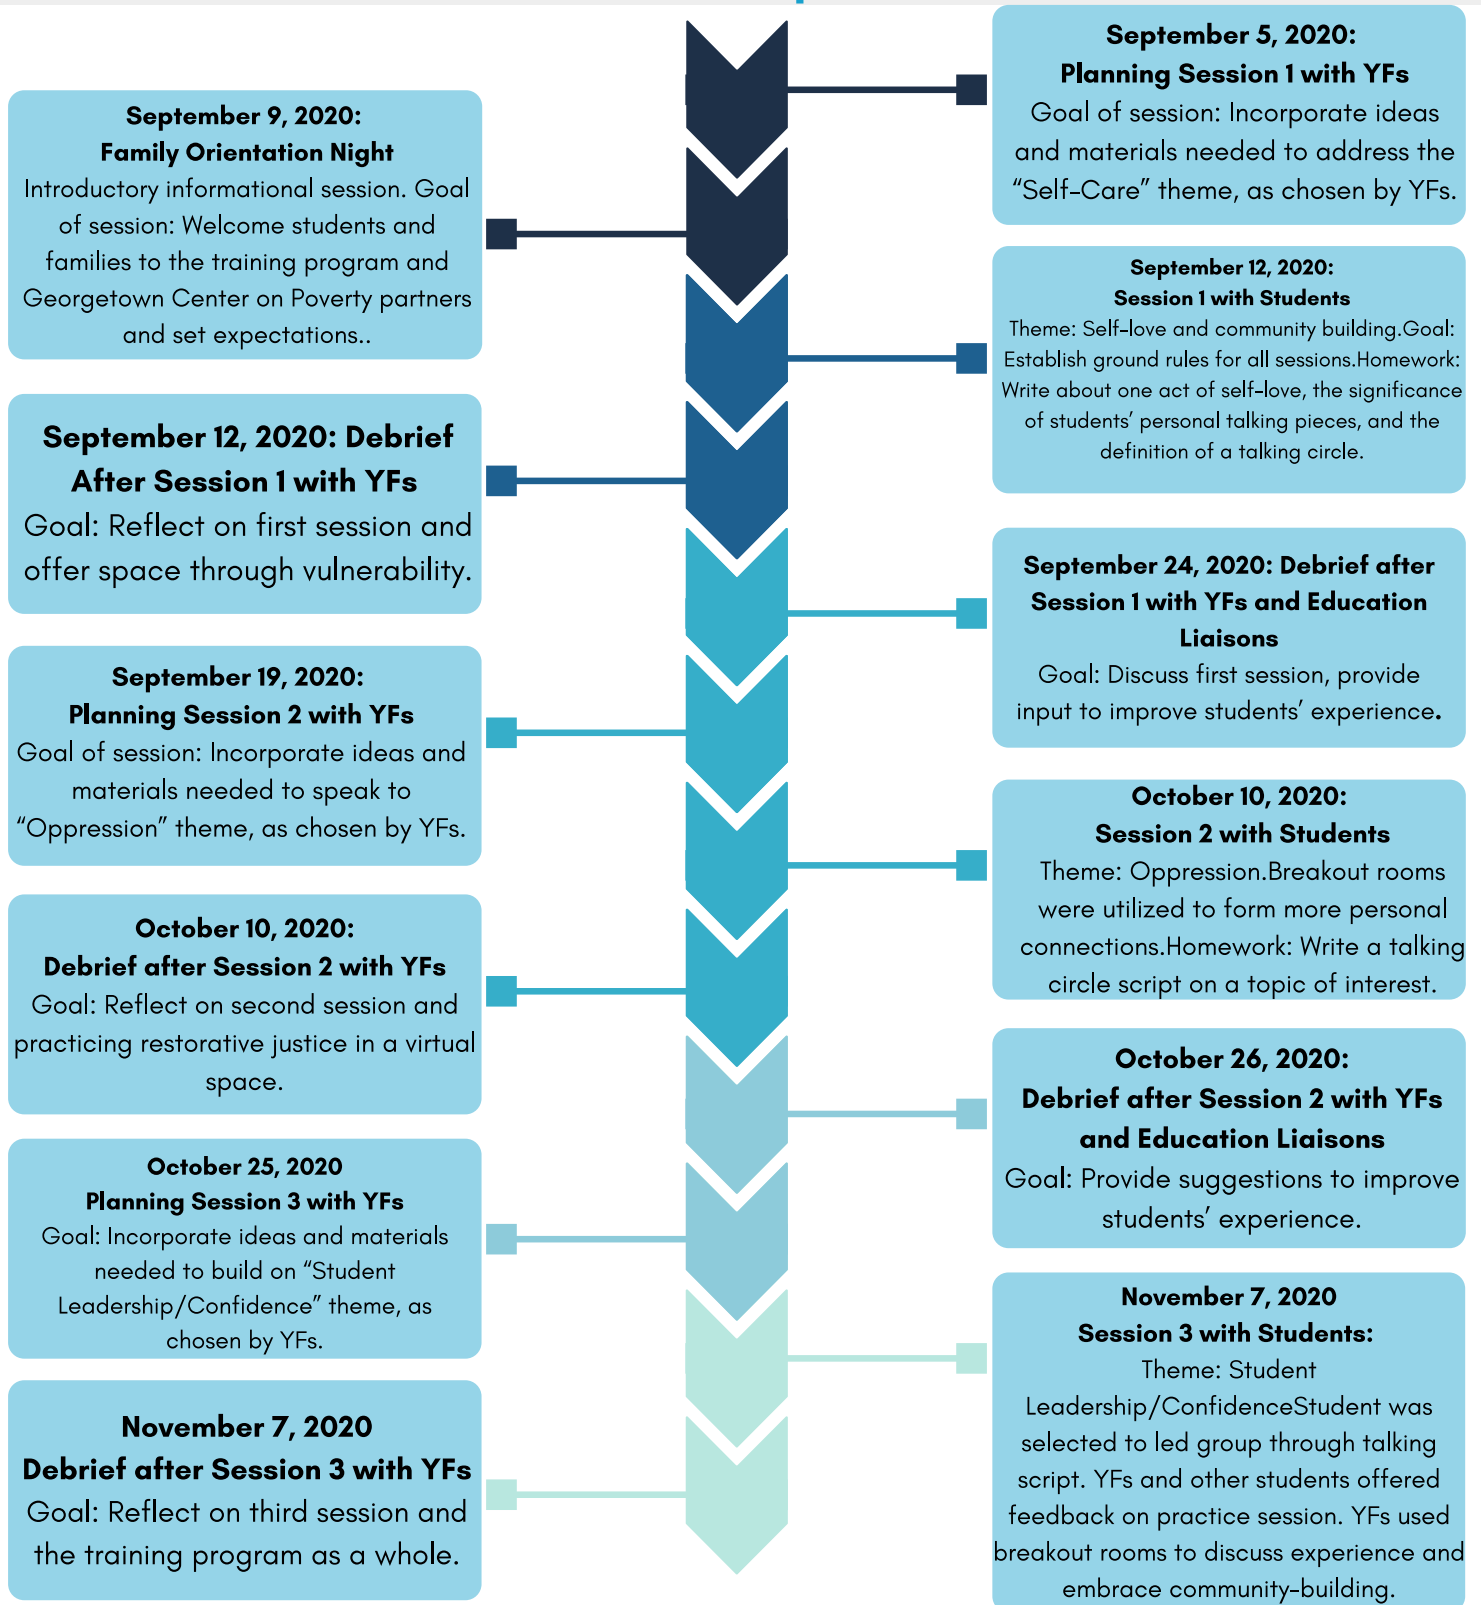 September 5, 2020:
Planning Session 1 with YFs
Goal of session: Incorporate ideas
and materials needed to address the
“Self-Care” theme, as chosen by YFs.
September 9, 2020:
Family Orientation Night
Introductory informational session. Goal
of session: Welcome students and
families to the training program and
Georgetown Center on Poverty partners
and set expectations..
September 12, 2020:
Session 1 with Students
Theme: Self-love and community building.Goal:
Establish ground rules for all sessions.Homework:
Write about one act of self-love, the significance
of students’ personal talking pieces, and the
definition of a talking circle.
September 12, 2020: Debrief
After Session 1 with YFs
Goal: Reflect on first session and
offer space through vulnerability.
September 24, 2020: Debrief after
Session 1 with YFs and Education
Liaisons
Goal: Discuss first session, provide
input to improve students’ experience.
September 19, 2020:
Planning Session 2 with YFs
Goal of session: Incorporate ideas and
materials needed to speak to
“Oppression” theme, as chosen by YFs.
October 10, 2020:
Session 2 with Students
Theme: Oppression.Breakout rooms
were utilized to form more personal
connections.Homework: Write a talking
circle script on a topic of interest.
October 10, 2020:
Debrief after Session 2 with YFs
Goal: Reflect on second session and
practicing restorative justice in a virtual
space.
October 26, 2020:
Debrief after Session 2 with YFs
and Education Liaisons
Goal: Provide suggestions to improve
students’ experience.
October 25, 2020
Planning Session 3 with YFs
Goal: Incorporate ideas and materials
needed to build on “Student
Leadership/Confidence” theme, as
chosen by YFs.
November 7, 2020
Session 3 with Students:
Theme: Student
Leadership/ConfidenceStudent was
selected to led group through talking
script. YFs and other students offered
feedback on practice session. YFs used
breakout rooms to discuss experience and
embrace community-building.
November 7, 2020
Debrief after Session 3 with YFs
Goal: Reflect on third session and
the training program as a whole.